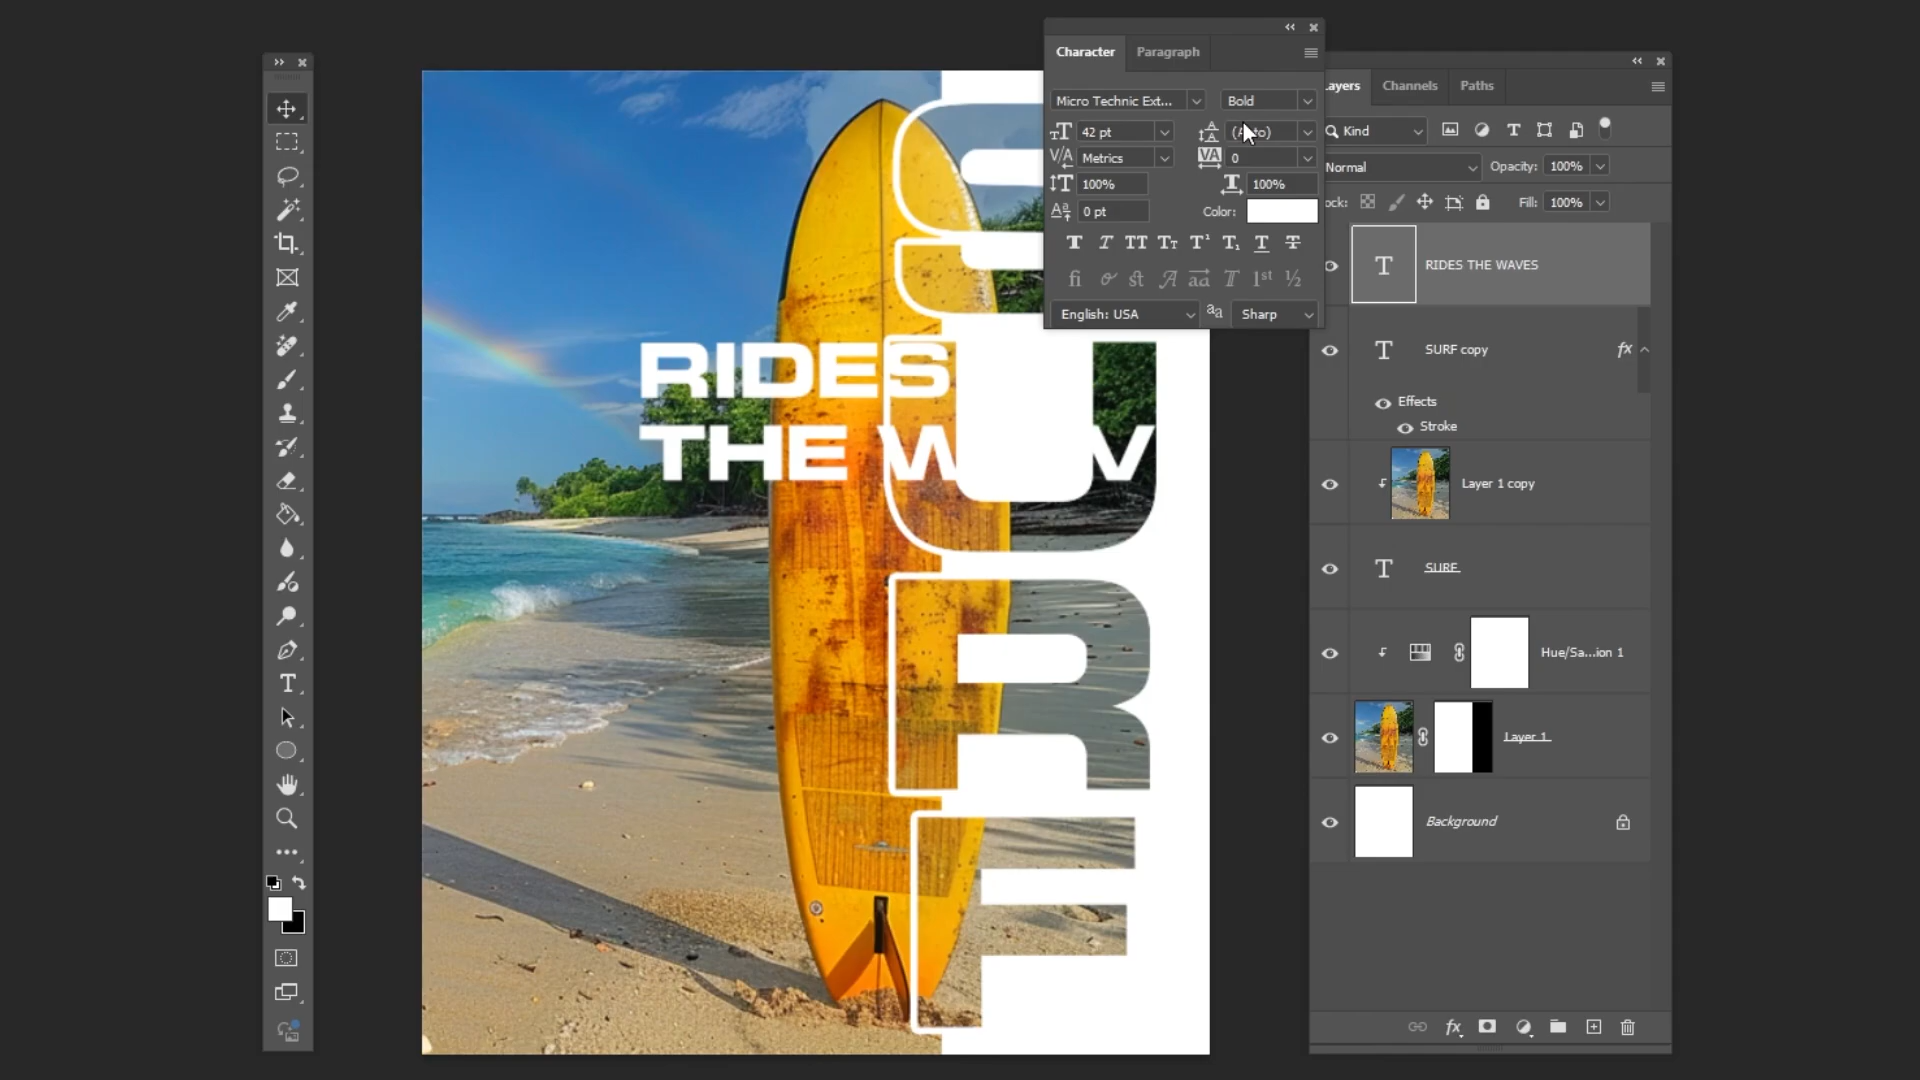 Character
Paragraph
Micro Technic Ext...
Bold
42 pt
Metrics
0
100%
100%
0 pt
Color:
English: USA
Sharp
Channels
Paths
Kind
Normal
Opacity: 100%
Fill: 100%
RIDES THE WAVES
SURF copy
fx
Effects
Stroke
Layer 1 copy
SURF
Hue/Sa...ion 1
Layer 1
Background
RIDES
THE WAV
SURF